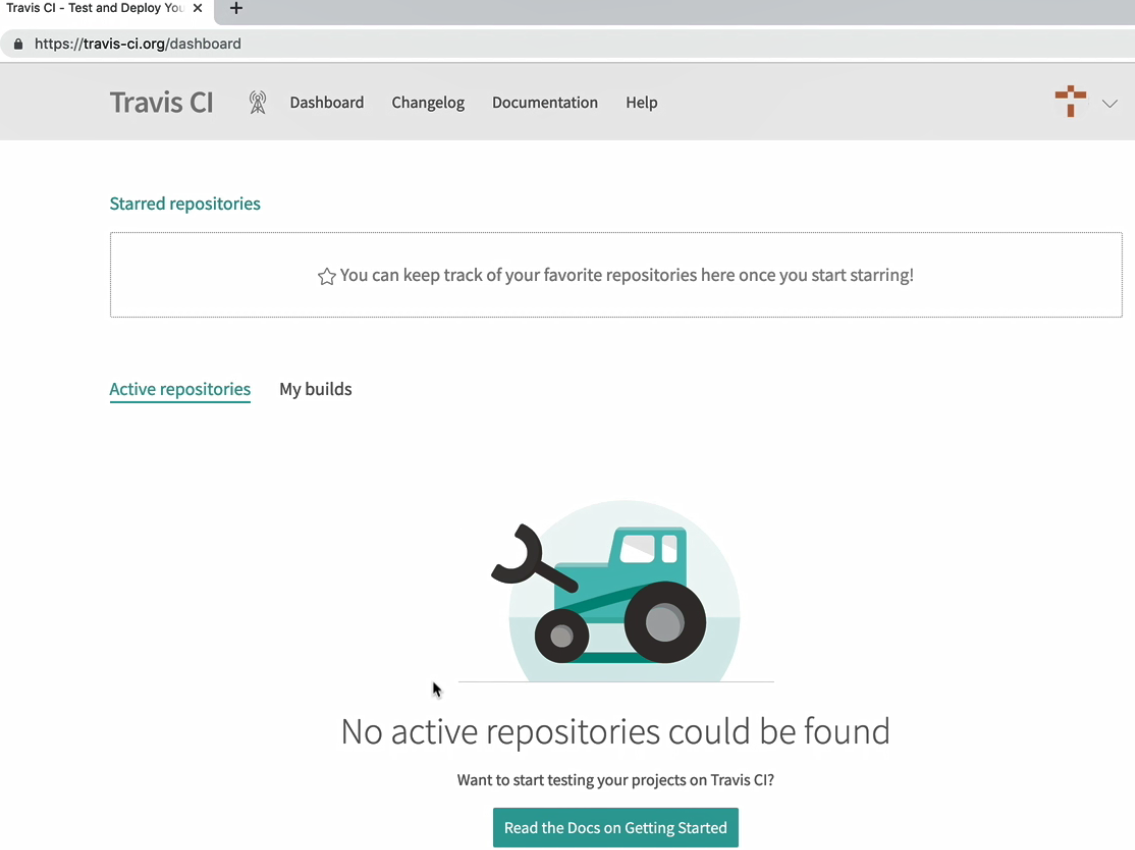 Travis CI - Test and Deploy You
https://travis-ci.org/dashboard
Travis CI Dashboard Changelog Documentation Help
Starred repositories
You can keep track of your favorite repositories here once you start starring!
Active repositories My builds
No active repositories could be found
Want to start testing your projects on Travis CI?
Read the Docs on Getting Started